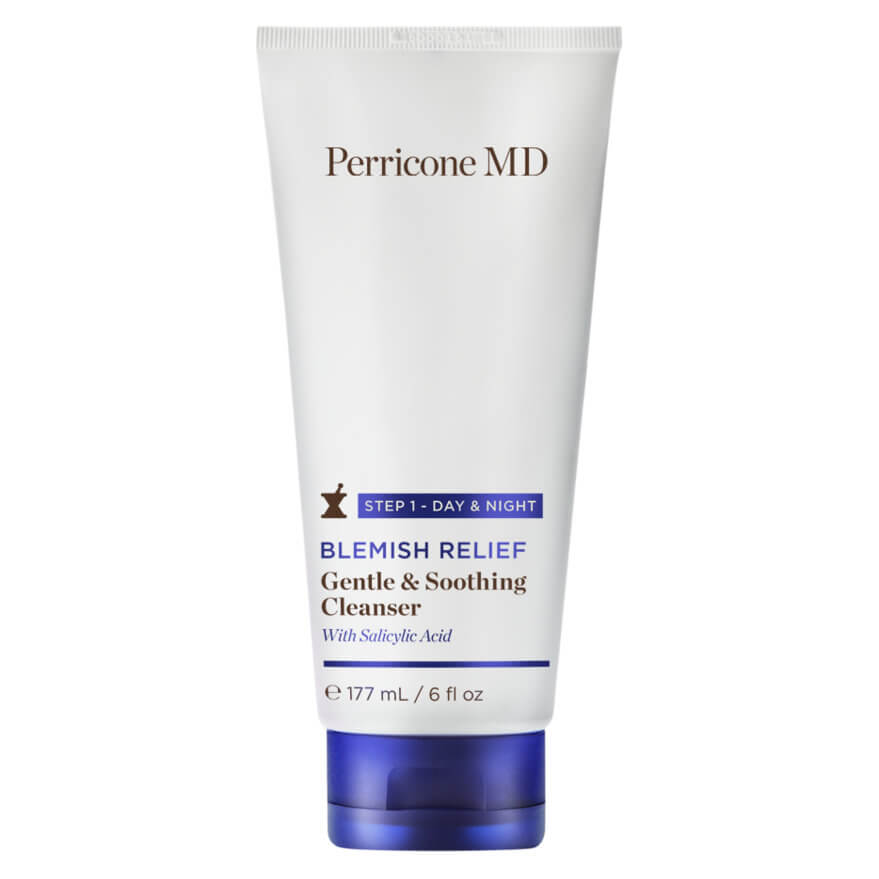 Perricone MD
STEP 1 - DAY & NIGHT
BLEMISH RELIEF
Gentle & Soothing
Cleanser
With Salicylic Acid
℮ 177 mL / 6 fl oz